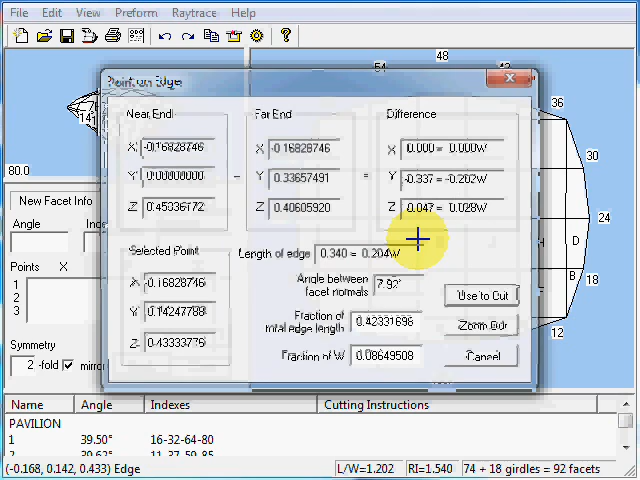 File Edit View Preform Raytrace Help
48
54
36
30
24
18
12
D
B
14
80.0
Point on Edge
Near End
Far End
Difference
X -0.16828746
X -0.16828746
X 0.000 = 0.000W
Y 0.00000000
Y 0.33657491
Y -0.337 = -0.202W
Z 0.45336172
Z 0.40605920
Z 0.047 = 0.028W
-
=
Selected Point
X -0.16828746
Y 0.14247788
Z 0.43333775
Length of edge 0.340 = 0.204W
Angle between facet normals 7.92°
Fraction of total edge length 0.42331698
Fraction of W 0.08649508
Use to Cut
Cancel
New Facet Info
Angle
Points X
1
2
3
Symmetry
2 -fold
Name Angle Indexes Cutting Instructions
PAVILION
1 39.50° 16-32-64-80
(-0.168, 0.142, 0.433) Edge
L/W=1.202 RI=1.540 74 + 18 girdles = 92 facets